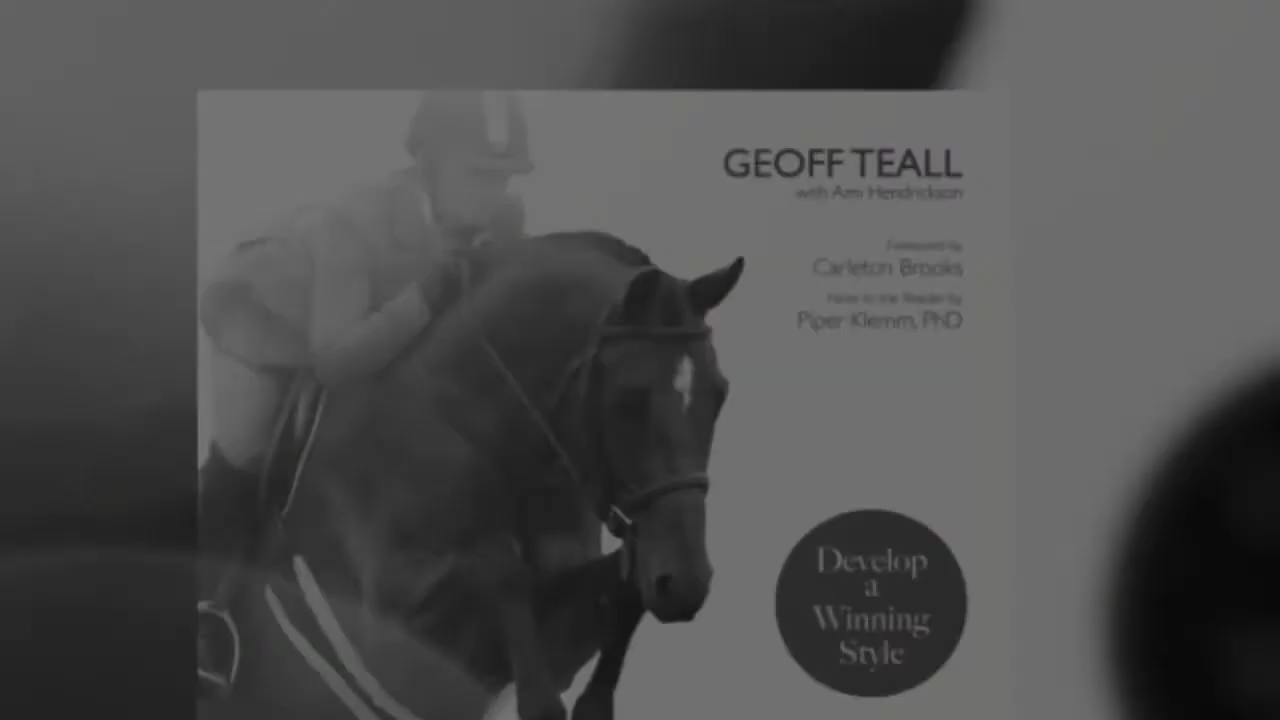 GEOFF TEALL
with Ami Hendrickson
Foreword by
Carleton Brooks
Note to the Reader by
Piper Klemm, PhD
Develop
a
Winning
Style